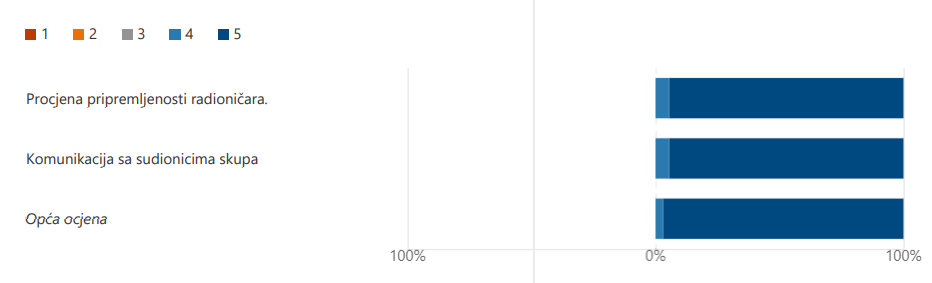 1 2 3 4 5
Procjena pripremljenosti radioničara.
Komunikacija sa sudionicima skupa
Opća ocjena
100% 0% 100%